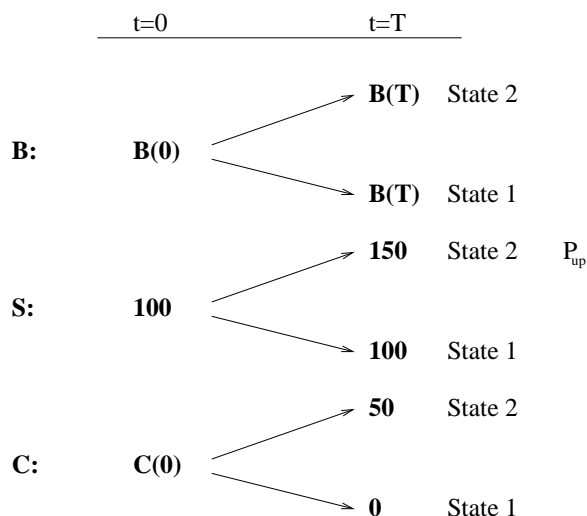 t=0 t=T
B(T) State 2
B: B(0)
B(T) State 1
150 State 2 Pup
S: 100
100 State 1
50 State 2
C: C(0)
0 State 1